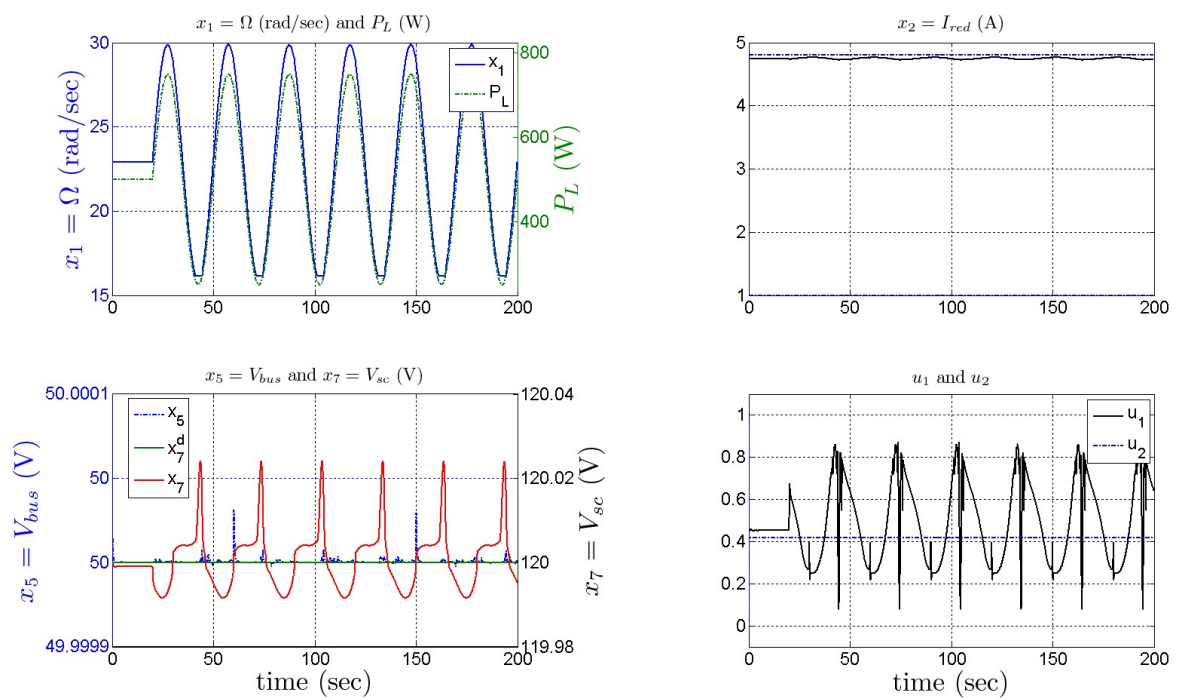 x₁ = Ω (rad/sec) and P_L (W)
30
25
20
15
x₁ = Ω (rad/sec)
800
600
400
200
P_L (W)
x₁
P_L
0 50 100 150 200
x₂ = I_red (A)
5
4
3
2
1
0 50 100 150 200
x₅ = V_bus and x₇ = V_sc (V)
50.0001
50
50
49.9999
x₅ = V_bus (V)
120.04
120.02
120
119.98
x₇ = V_sc (V)
x₅
x₇ᵈ
x₇
0 50 100 150 200
time (sec)
u₁ and u₂
1
0.8
0.6
0.4
0.2
0
u₁
u₂
0 50 100 150 200
time (sec)